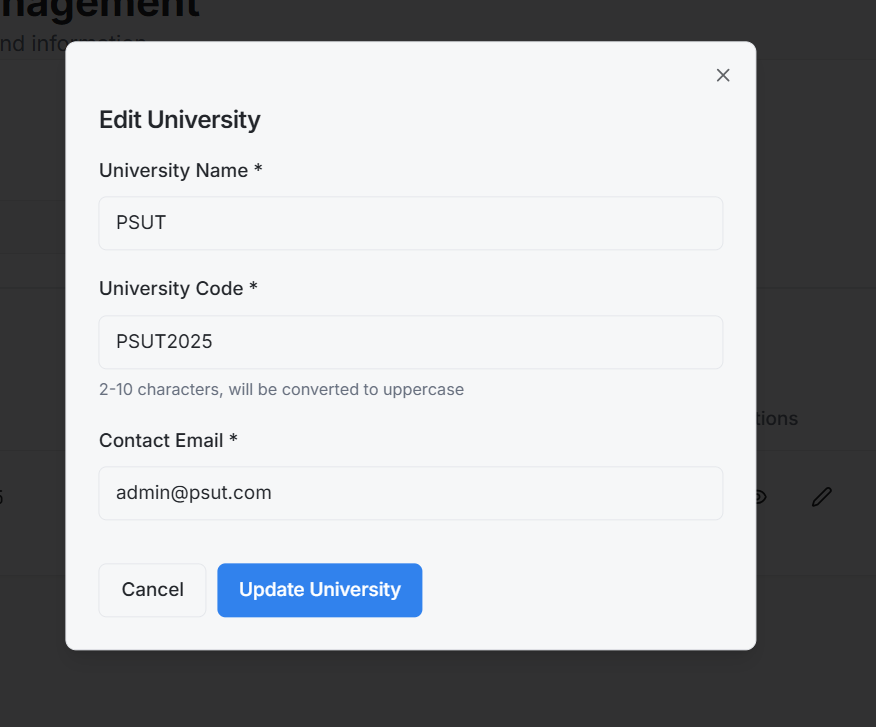 nagement
nd information
Edit University
University Name *
PSUT
University Code *
PSUT2025
2-10 characters, will be converted to uppercase
tions
Contact Email *
admin@psut.com
Cancel
Update University